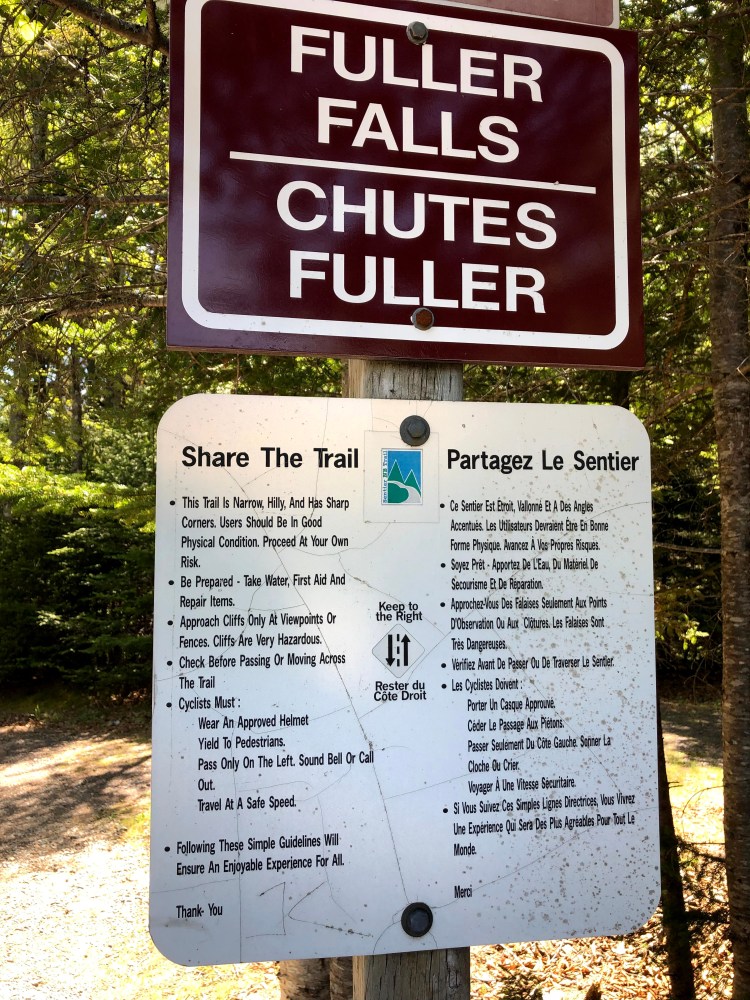 FULLER
FALLS
CHUTES
FULLER
Share The Trail
• This Trail Is Narrow, Hilly, And Has Sharp
Corners. Users Should Be In Good
Physical Condition. Proceed At Your Own
Risk.
• Be Prepared - Take Water, First Aid And
Repair Items.
• Approach Cliffs Only At Viewpoints Or
Fences. Cliffs Are Very Hazardous.
• Check Before Passing Or Moving Across
The Trail
• Cyclists Must :
Wear An Approved Helmet
Yield To Pedestrians.
Pass Only On The Left. Sound Bell Or Call
Out.
Travel At A Safe Speed.
• Following These Simple Guidelines Will
Ensure An Enjoyable Experience For All.
Thank- You
Sentier NB Trail
Keep to
the Right
Rester du
Côte Droit
Partagez Le Sentier
• Ce Sentier Est Étroit, Vallonné Et A Des Angles
Accentués. Les Utilisateurs Devraient Être En Bonne
Forme Physique. Avancez À Vos Propres Risques.
• Soyez Prêt - Apportez De L'Eau, Du Matériel De
Secourisme Et De Réparation.
• Approchez-Vous Des Falaises Seulement Aux Points
D'Observation Ou Aux Clôtures. Les Falaises Sont
Très Dangereuses.
• Vérifiez Avant De Passer Ou De Traverser Le Sentier.
• Les Cyclistes Doivent :
Porter Un Casque Approuvé.
Céder Le Passage Aux Piétons.
Passer Seulement Du Côte Gauche. Sonner La
Cloche Ou Crier.
Voyager À Une Vitesse Sécuritaire.
• Si Vous Suivez Ces Simples Lignes Directrices, Vous Vivrez
Une Expérience Qui Sera Des Plus Agréables Pour Tout Le
Monde.
Merci